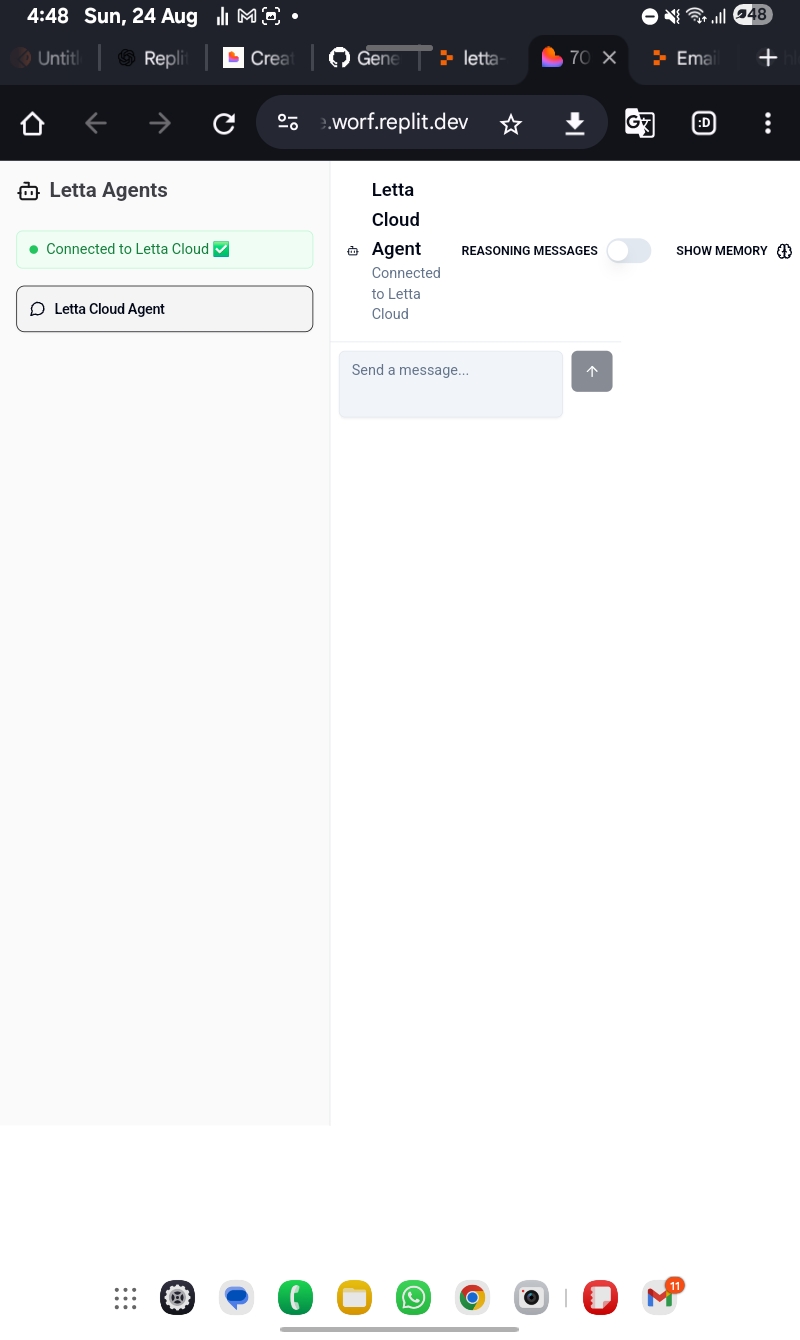 4:48 Sun, 24 Aug
48
Untitl
Repli
Creat
Gene
letta-
70
Email
.worf.replit.dev
:D
Letta Agents
Connected to Letta Cloud ✅
Letta Cloud Agent
Letta
Cloud
Agent
Connected
to Letta
Cloud
REASONING MESSAGES
SHOW MEMORY
Send a message...
11